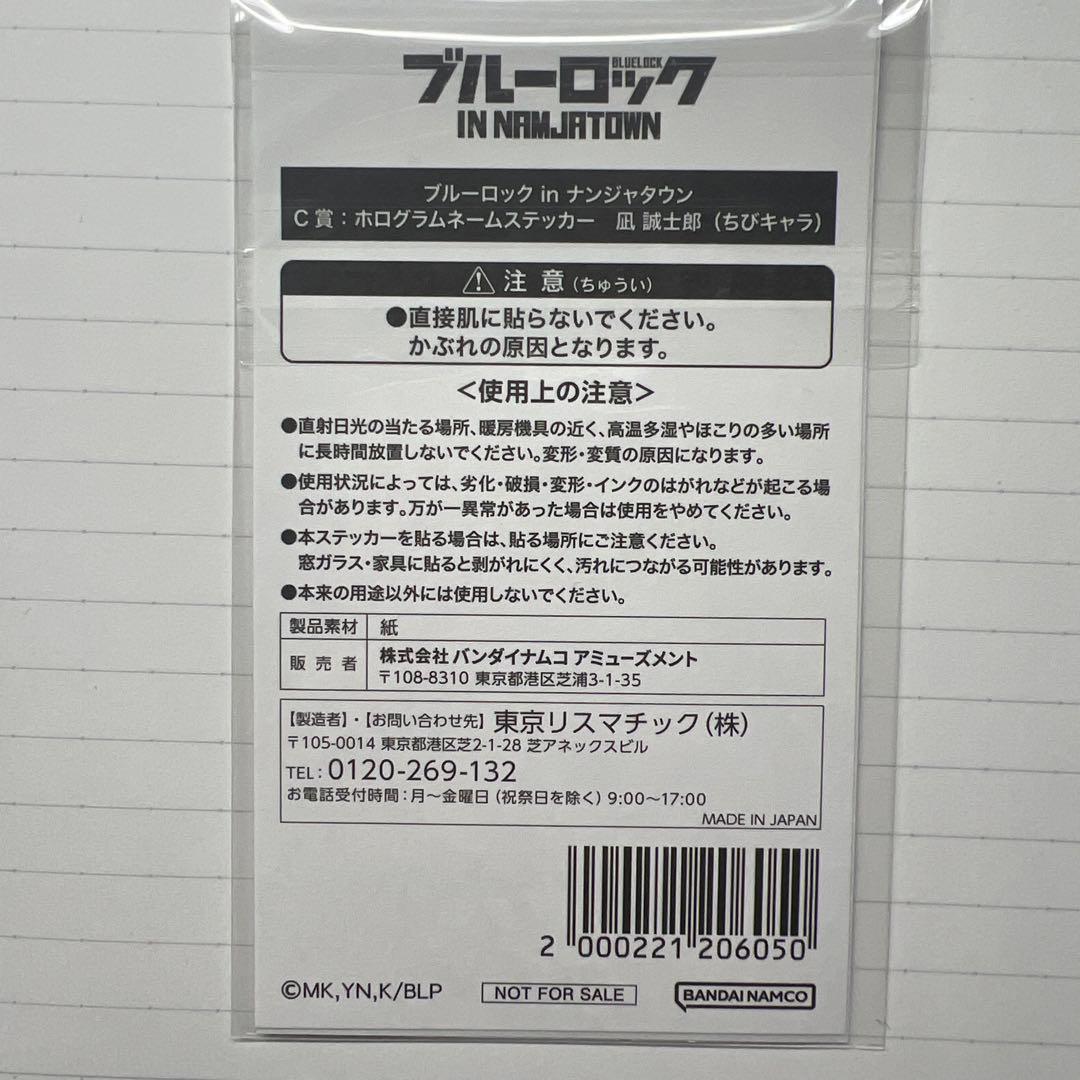 ブルーロック
BLUELOCK
IN NAMJATOWN
ブルーロック in ナンジャタウン
C賞：ホログラムネームステッカー　凪 誠士郎（ちびキャラ）
注意（ちゅうい）
●直接肌に貼らないでください。
かぶれの原因となります。
＜使用上の注意＞
●直射日光の当たる場所、暖房機具の近く、高温多湿やほこりの多い場所
に長時間放置しないでください。変形・変質の原因になります。
●使用状況によっては、劣化・破損・変形・インクのはがれなどが起こる場
合があります。万が一異常があった場合は使用をやめてください。
●本ステッカーを貼る場合は、貼る場所にご注意ください。
窓ガラス・家具に貼ると剥がれにくく、汚れにつながる可能性があります。
●本来の用途以外には使用しないでください。
製品素材 紙
販売者 株式会社 バンダイナムコ アミューズメント
〒108-8310 東京都港区芝浦3-1-35
【製造者】・【お問い合わせ先】 東京リスマチック（株）
〒105-0014 東京都港区芝2-1-28 芝アネックスビル
TEL：0120-269-132
お電話受付時間：月～金曜日（祝祭日を除く）9:00～17:00
MADE IN JAPAN
2 000221 206050
©MK,YN,K/BLP
NOT FOR SALE
BANDAI NAMCO